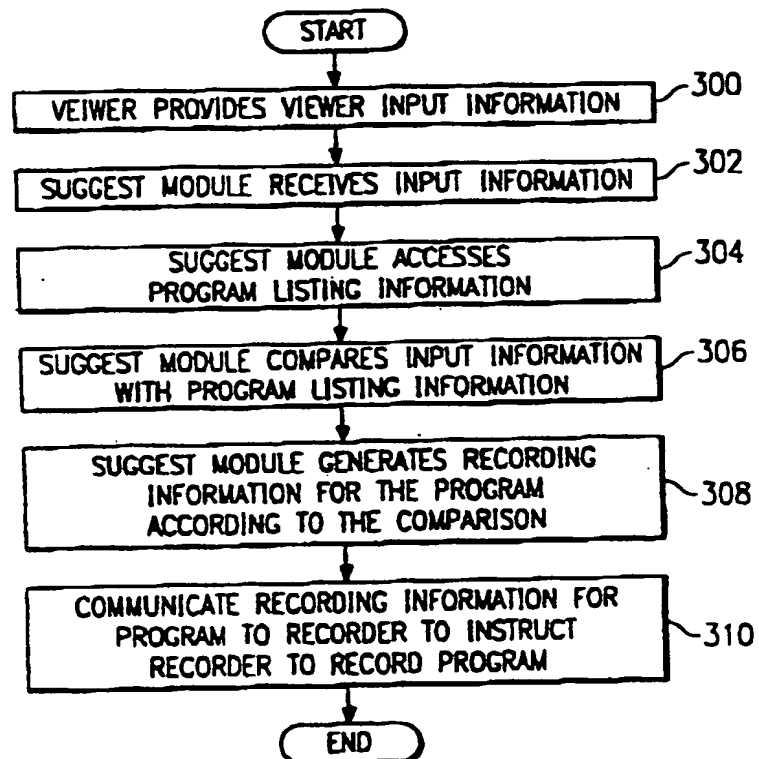 START
VEIWER PROVIDES VIEWER INPUT INFORMATION
300
SUGGEST MODULE RECEIVES INPUT INFORMATION
302
SUGGEST MODULE ACCESSES
PROGRAM LISTING INFORMATION
304
SUGGEST MODULE COMPARES INPUT INFORMATION
WITH PROGRAM LISTING INFORMATION
306
SUGGEST MODULE GENERATES RECORDING
INFORMATION FOR THE PROGRAM
ACCORDING TO THE COMPARISON
308
COMMUNICATE RECORDING INFORMATION FOR
PROGRAM TO RECORDER TO INSTRUCT
RECORDER TO RECORD PROGRAM
310
END